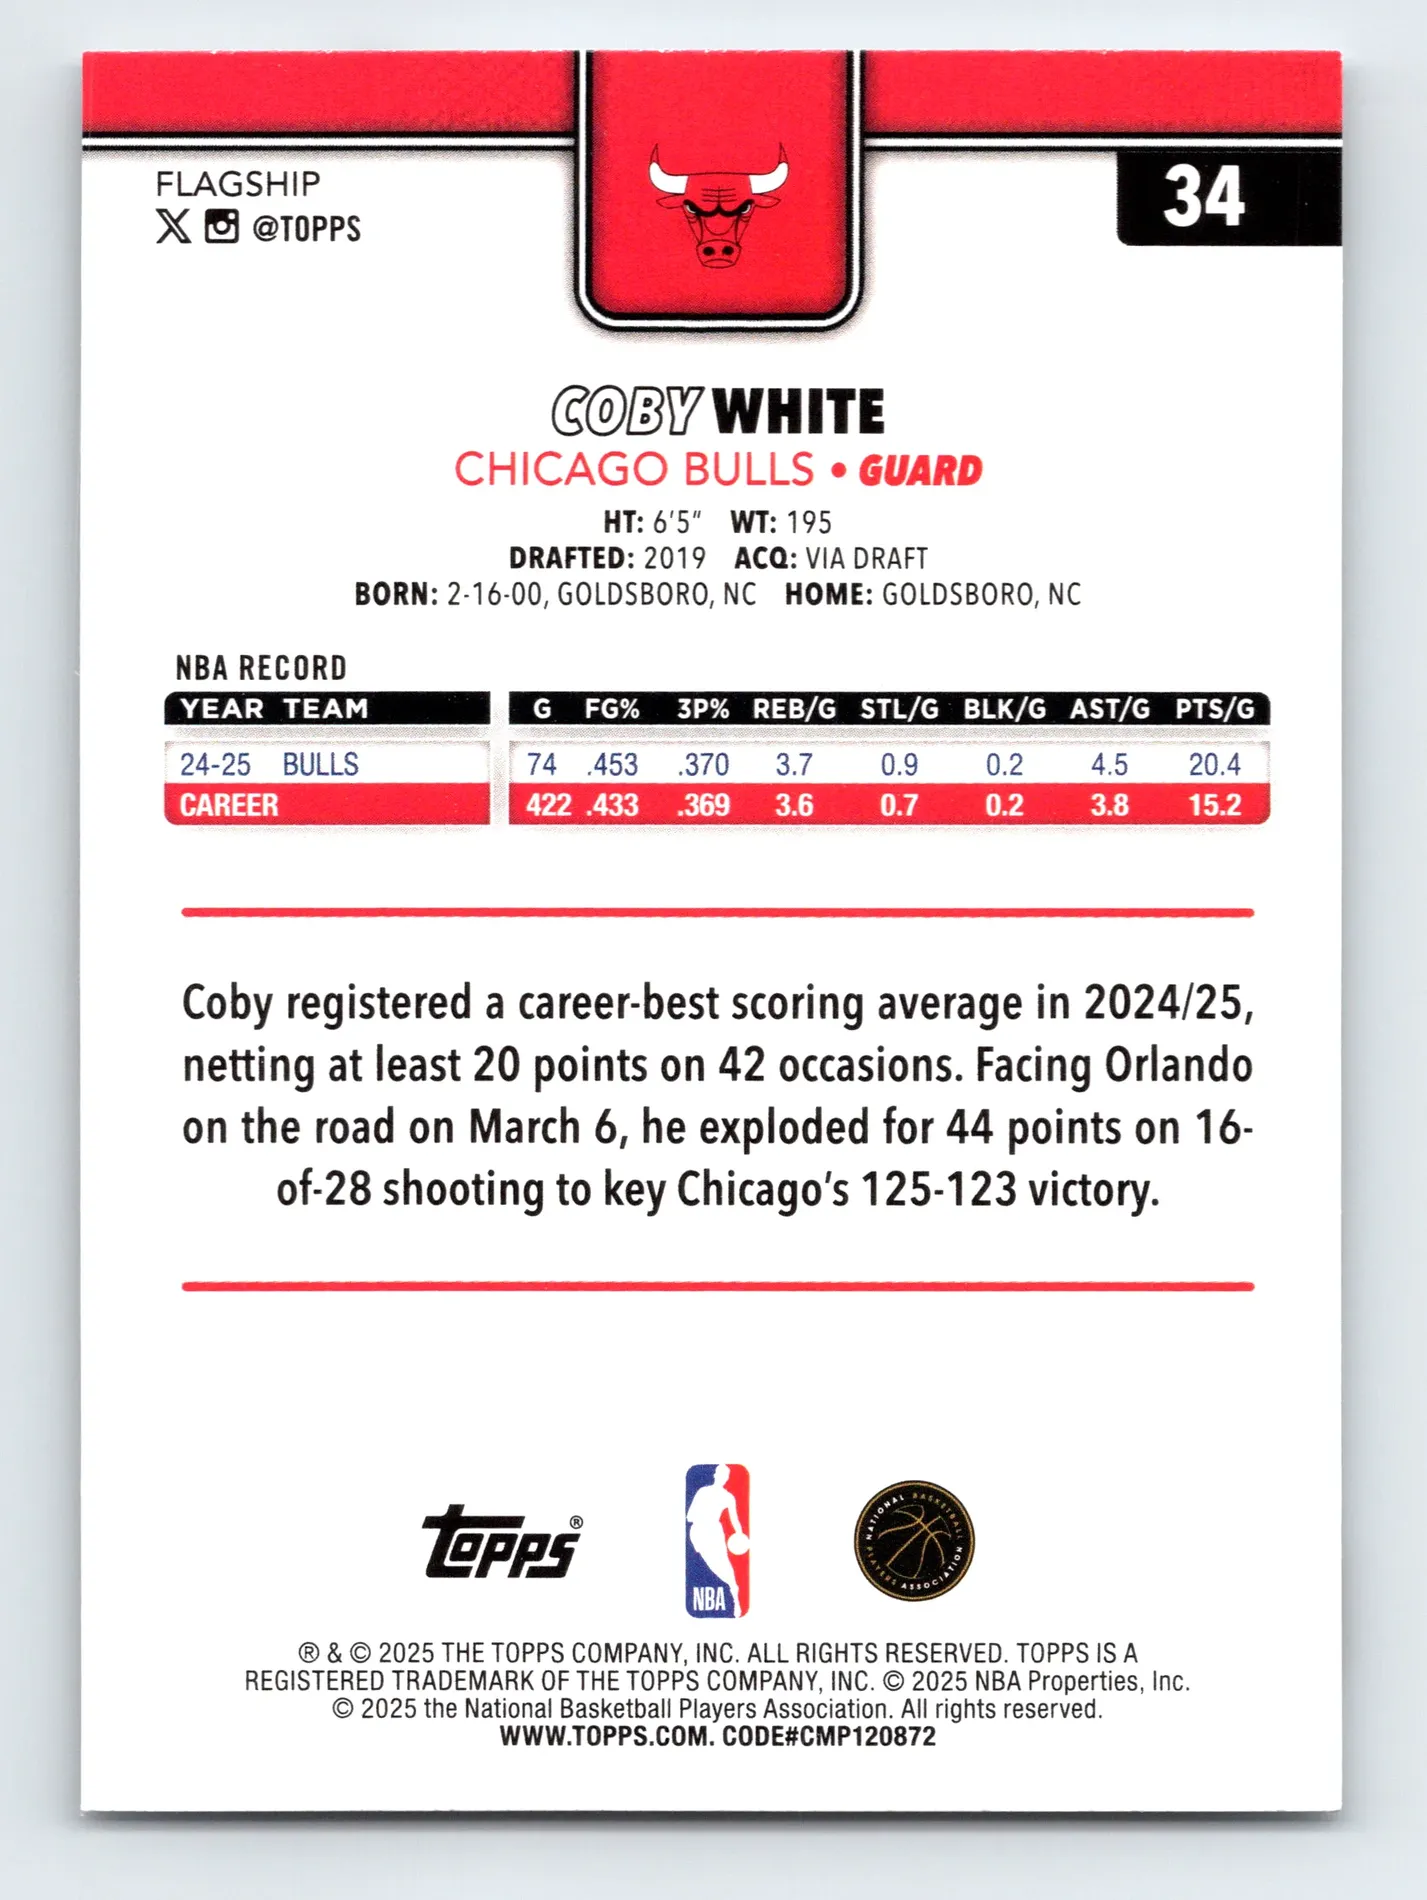 FLAGSHIP
@TOPPS
34
COBY WHITE
CHICAGO BULLS • GUARD
HT: 6'5" WT: 195
DRAFTED: 2019 ACQ: VIA DRAFT
BORN: 2-16-00, GOLDSBORO, NC HOME: GOLDSBORO, NC
NBA RECORD
YEAR TEAM G FG% 3P% REB/G STL/G BLK/G AST/G PTS/G
24-25 BULLS 74 .453 .370 3.7 0.9 0.2 4.5 20.4
CAREER 422 .433 .369 3.6 0.7 0.2 3.8 15.2
Coby registered a career-best scoring average in 2024/25,
netting at least 20 points on 42 occasions. Facing Orlando
on the road on March 6, he exploded for 44 points on 16-
of-28 shooting to key Chicago's 125-123 victory.
TOPPS®
NBA
NATIONAL BASKETBALL PLAYERS ASSOCIATION
® & © 2025 THE TOPPS COMPANY, INC. ALL RIGHTS RESERVED. TOPPS IS A
REGISTERED TRADEMARK OF THE TOPPS COMPANY, INC. © 2025 NBA Properties, Inc.
© 2025 the National Basketball Players Association. All rights reserved.
WWW.TOPPS.COM. CODE#CMP120872